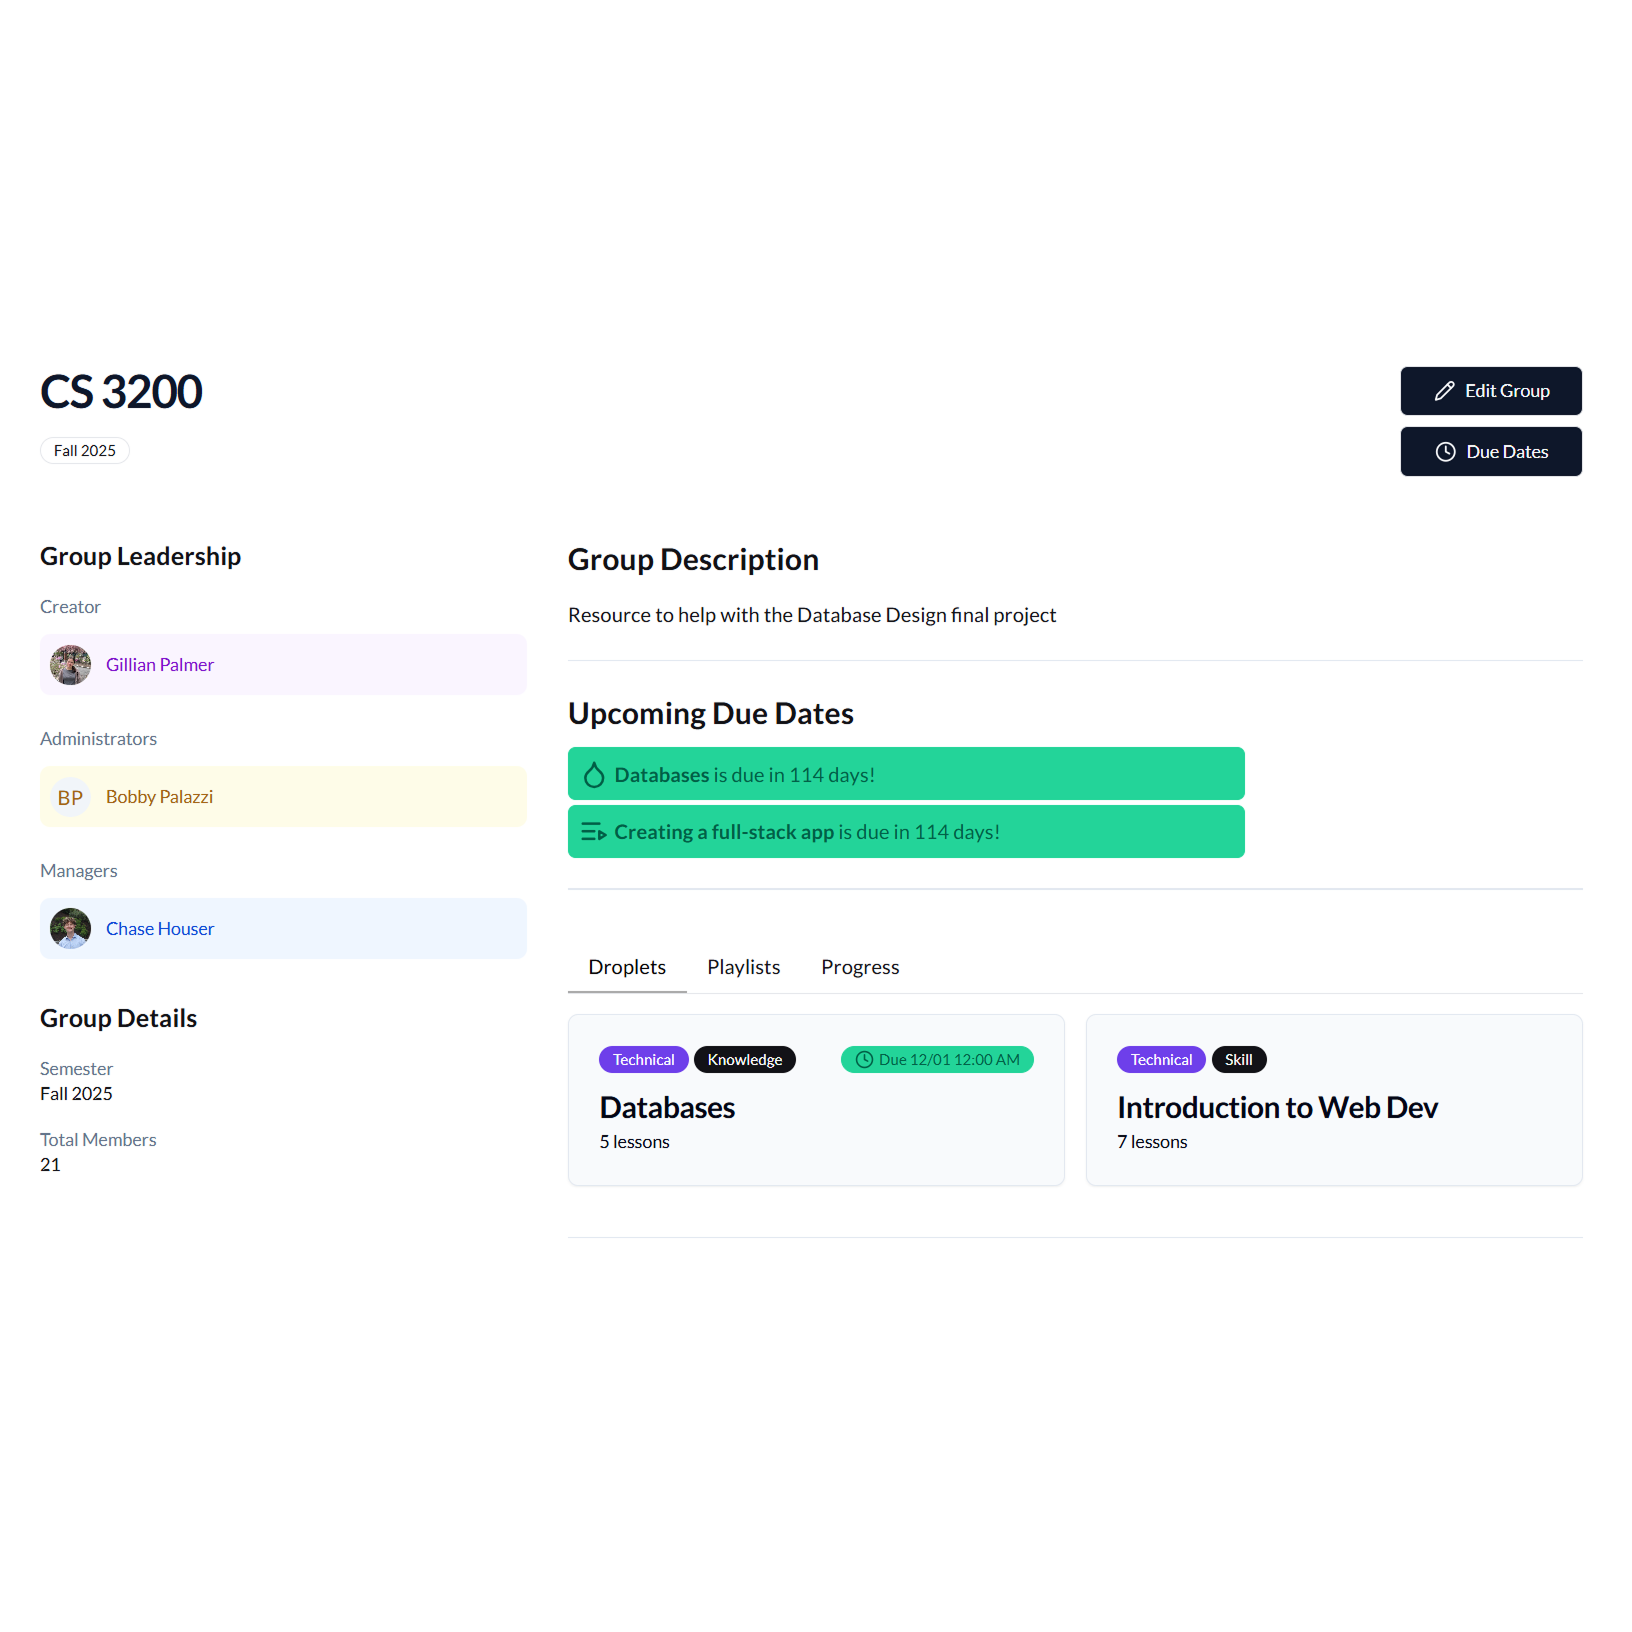 CS 3200
Fall 2025
Edit Group
Due Dates
Group Leadership
Creator
Gillian Palmer
Administrators
BP Bobby Palazzi
Managers
Chase Houser
Group Details
Semester
Fall 2025
Total Members
21
Group Description
Resource to help with the Database Design final project
Upcoming Due Dates
Databases is due in 114 days!
Creating a full-stack app is due in 114 days!
Droplets Playlists Progress
Technical Knowledge Due 12/01 12:00 AM
Databases
5 lessons
Technical Skill
Introduction to Web Dev
7 lessons